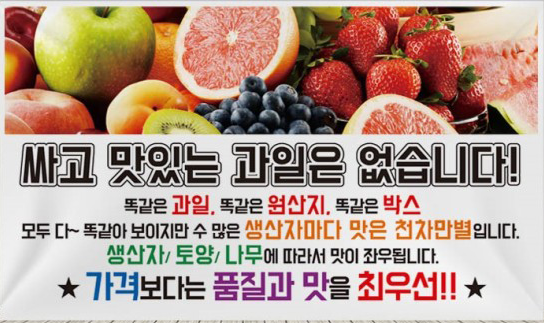 싸고 맛있는 과일은 없습니다!
똑같은 과일, 똑같은 원산지, 똑같은 박스
모두 다~ 똑같아 보이지만 수 많은 생산자마다 맛은 천차만별입니다.
생산자/ 토양/ 나무에 따라서 맛이 좌우됩니다.
★ 가격보다는 품질과 맛을 최우선!! ★